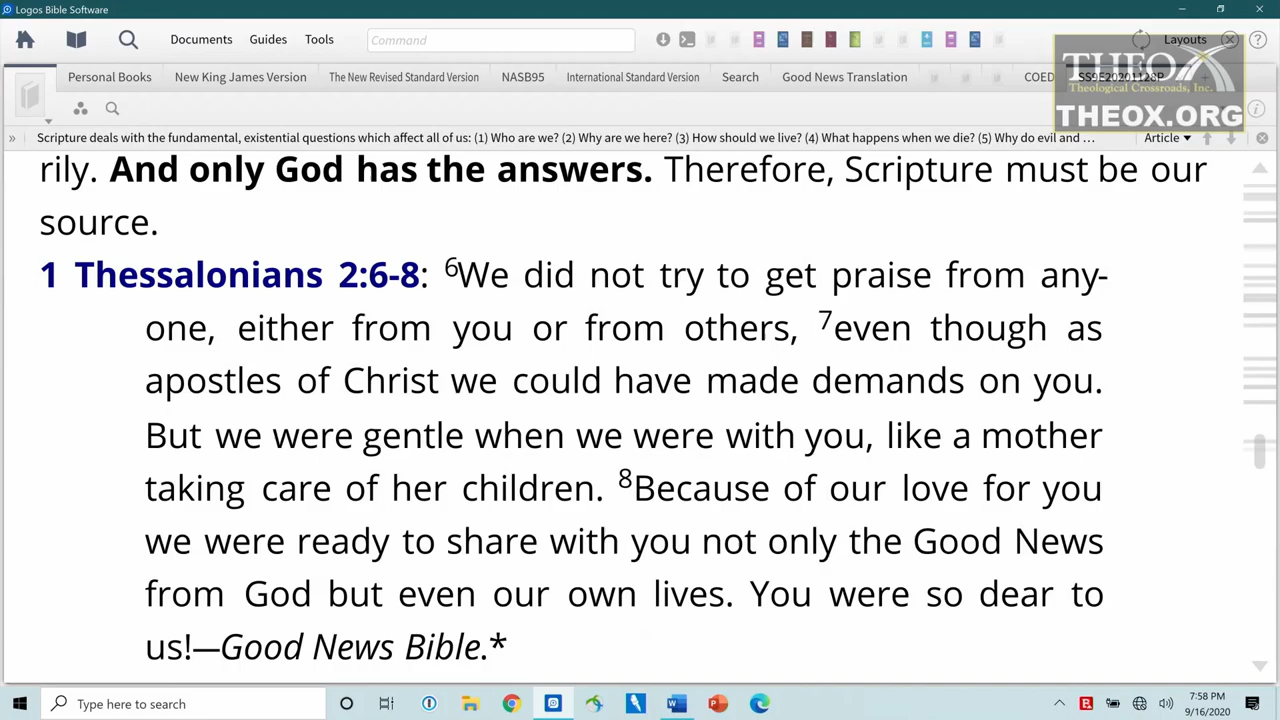 Logos Bible Software
Documents Guides Tools Command Layouts
THEOX
Theological Crossroads, Inc.
THEOX.ORG
Personal Books New King James Version The New Revised Standard Version NASB95 International Standard Version Search Good News Translation COED SS9E20201128P
» Scripture deals with the fundamental, existential questions which affect all of us: (1) Who are we? (2) Why are we here? (3) How should we live? (4) What happens when we die? (5) Why do evil and ... Article
rily. And only God has the answers. Therefore, Scripture must be our
source.
1 Thessalonians 2:6-8: 6We did not try to get praise from any-
one, either from you or from others, 7even though as
apostles of Christ we could have made demands on you.
But we were gentle when we were with you, like a mother
taking care of her children. 8Because of our love for you
we were ready to share with you not only the Good News
from God but even our own lives. You were so dear to
us!—Good News Bible.*
Type here to search
7:58 PM
9/16/2020